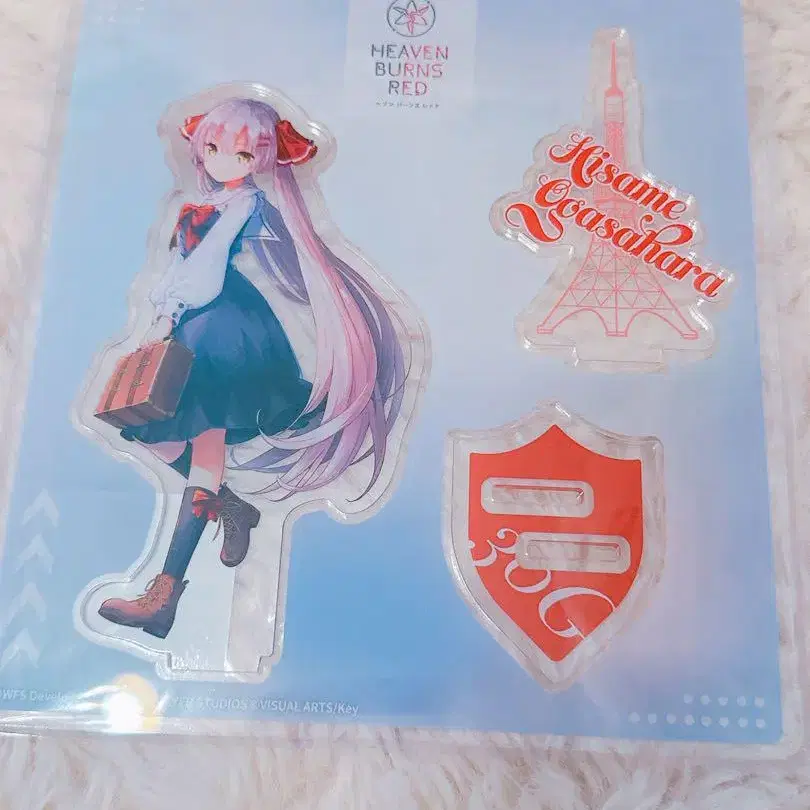 HEAVEN
BURNS
RED
ヘブンバーンズレッド
Hisame
Ogasahara
30G
WFS Develo
STUDIOS © VISUAL ARTS/Key